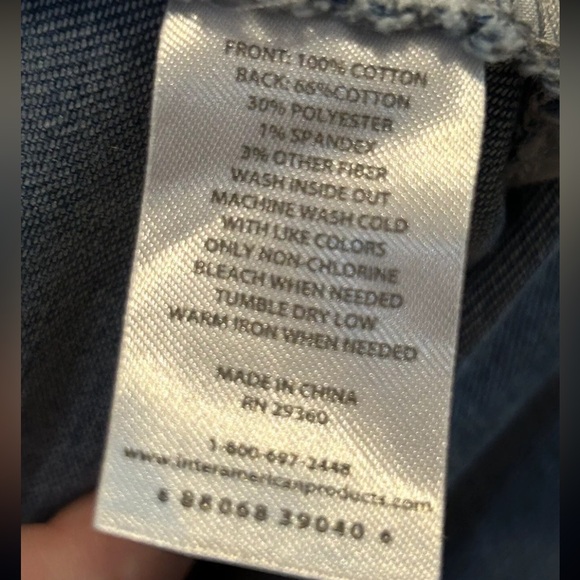 FRONT: 100% COTTON
BACK: 66%COTTON
30% POLYESTER
1% SPANDEX
3% OTHER FIBER
WASH INSIDE OUT
MACHINE WASH COLD
WITH LIKE COLORS
ONLY NON-CHLORINE
BLEACH WHEN NEEDED
TUMBLE DRY LOW
WARM IRON WHEN NEEDED
MADE IN CHINA
RN 29360
1-800-697-2448
www.interamericanproducts.com
6 88068 39040 6